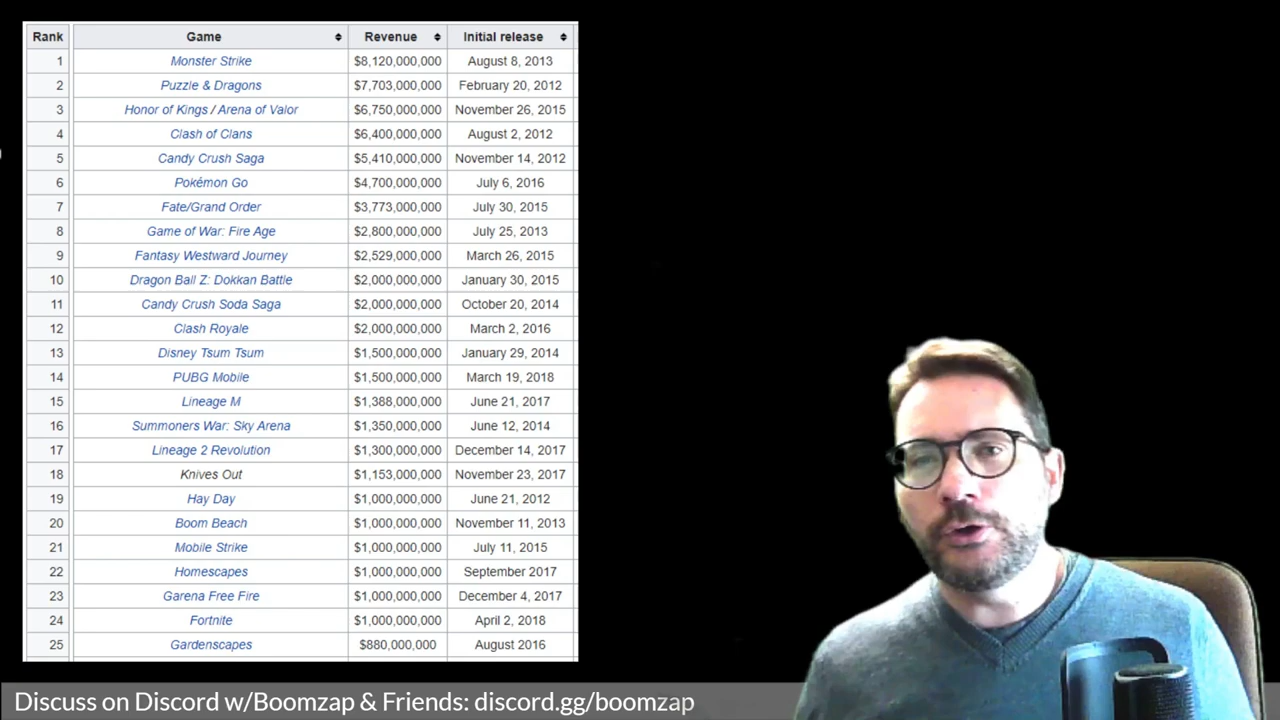 Rank Game Revenue Initial release
1 Monster Strike $8,120,000,000 August 8, 2013
2 Puzzle & Dragons $7,703,000,000 February 20, 2012
3 Honor of Kings / Arena of Valor $6,750,000,000 November 26, 2015
4 Clash of Clans $6,400,000,000 August 2, 2012
5 Candy Crush Saga $5,410,000,000 November 14, 2012
6 Pokémon Go $4,700,000,000 July 6, 2016
7 Fate/Grand Order $3,773,000,000 July 30, 2015
8 Game of War: Fire Age $2,800,000,000 July 25, 2013
9 Fantasy Westward Journey $2,529,000,000 March 26, 2015
10 Dragon Ball Z: Dokkan Battle $2,000,000,000 January 30, 2015
11 Candy Crush Soda Saga $2,000,000,000 October 20, 2014
12 Clash Royale $2,000,000,000 March 2, 2016
13 Disney Tsum Tsum $1,500,000,000 January 29, 2014
14 PUBG Mobile $1,500,000,000 March 19, 2018
15 Lineage M $1,388,000,000 June 21, 2017
16 Summoners War: Sky Arena $1,350,000,000 June 12, 2014
17 Lineage 2 Revolution $1,300,000,000 December 14, 2017
18 Knives Out $1,153,000,000 November 23, 2017
19 Hay Day $1,000,000,000 June 21, 2012
20 Boom Beach $1,000,000,000 November 11, 2013
21 Mobile Strike $1,000,000,000 July 11, 2015
22 Homescapes $1,000,000,000 September 2017
23 Garena Free Fire $1,000,000,000 December 4, 2017
24 Fortnite $1,000,000,000 April 2, 2018
25 Gardenscapes $880,000,000 August 2016
Discuss on Discord w/Boomzap & Friends: discord.gg/boomzap